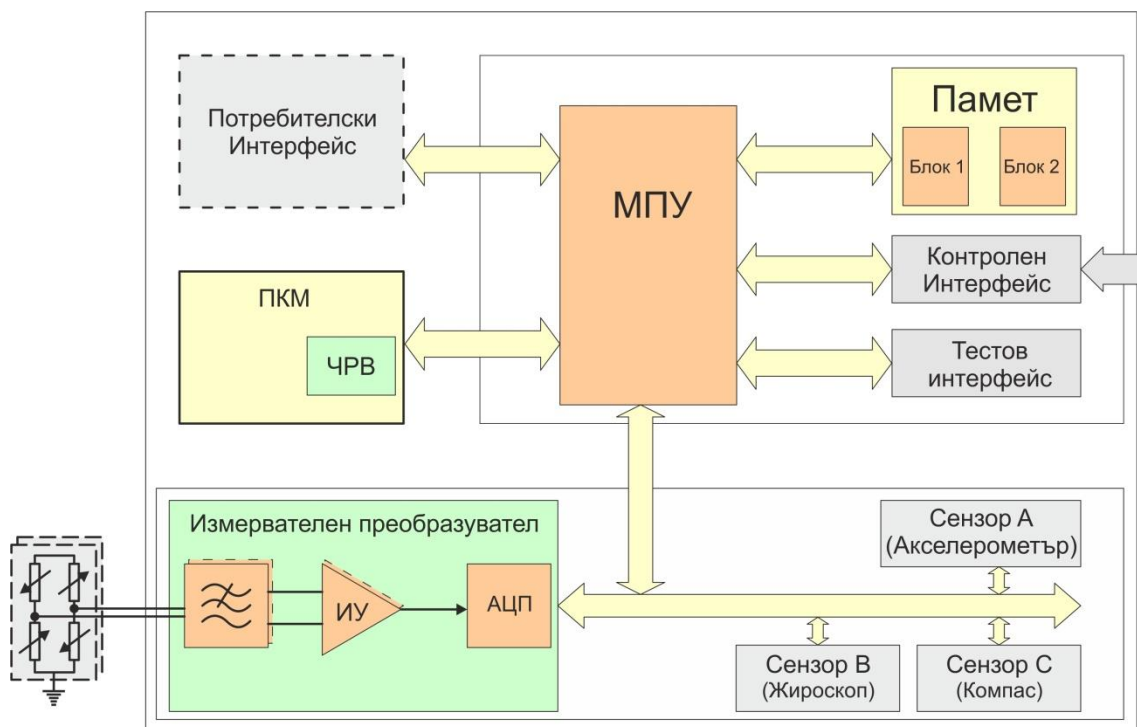 Потребителски
Интерфейс
МПУ
Памет
Блок 1
Блок 2
Контролен
Интерфейс
ПКМ
ЧРВ
Тестов
интерфейс
Измервателен преобразувател
ИУ
АЦП
Сензор А
(Акселерометър)
Сензор В
(Жироскоп)
Сензор С
(Компас)